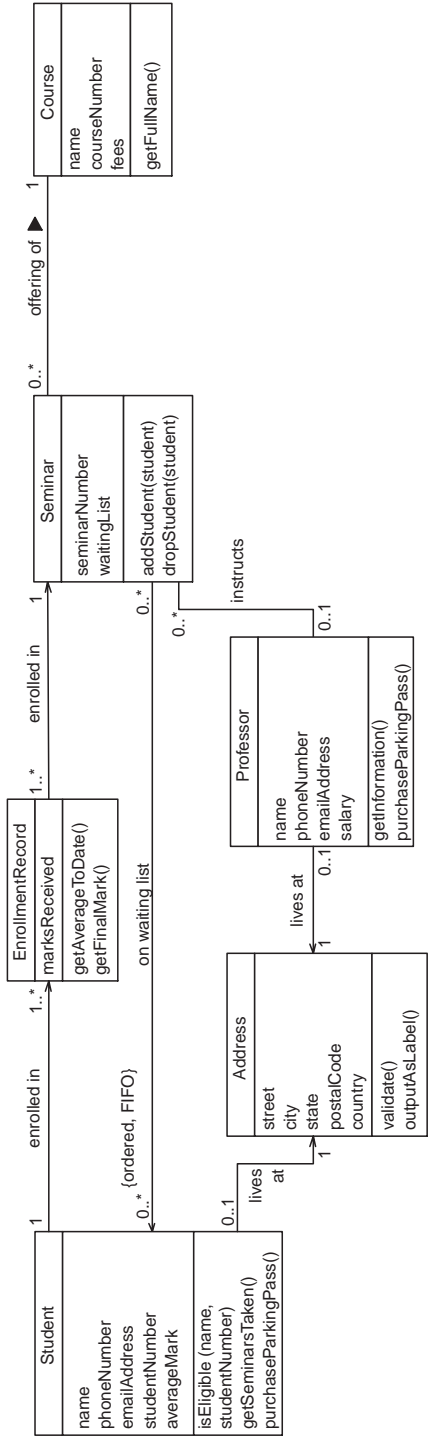 Student
name
phoneNumber
emailAddress
studentNumber
averageMark
isEligible (name,
studentNumber)
getSeminarsTaken()
purchaseParkingPass()
1
enrolled in
1..*
EnrollmentRecord
marksReceived
getAverageToDate()
getFinalMark()
1..*
enrolled in
1
Seminar
seminarNumber
waitingList
addStudent(student)
dropStudent(student)
0..*
offering of ▶
1
Course
name
courseNumber
fees
getFullName()
0..*
{ordered, FIFO}
on waiting list
0..*
0..1
lives
at
1
Address
street
city
state
postalCode
country
validate()
outputAsLabel()
1
lives at
0..1
Professor
name
phoneNumber
emailAddress
salary
getInformation()
purchaseParkingPass()
0..1
instructs
0..*